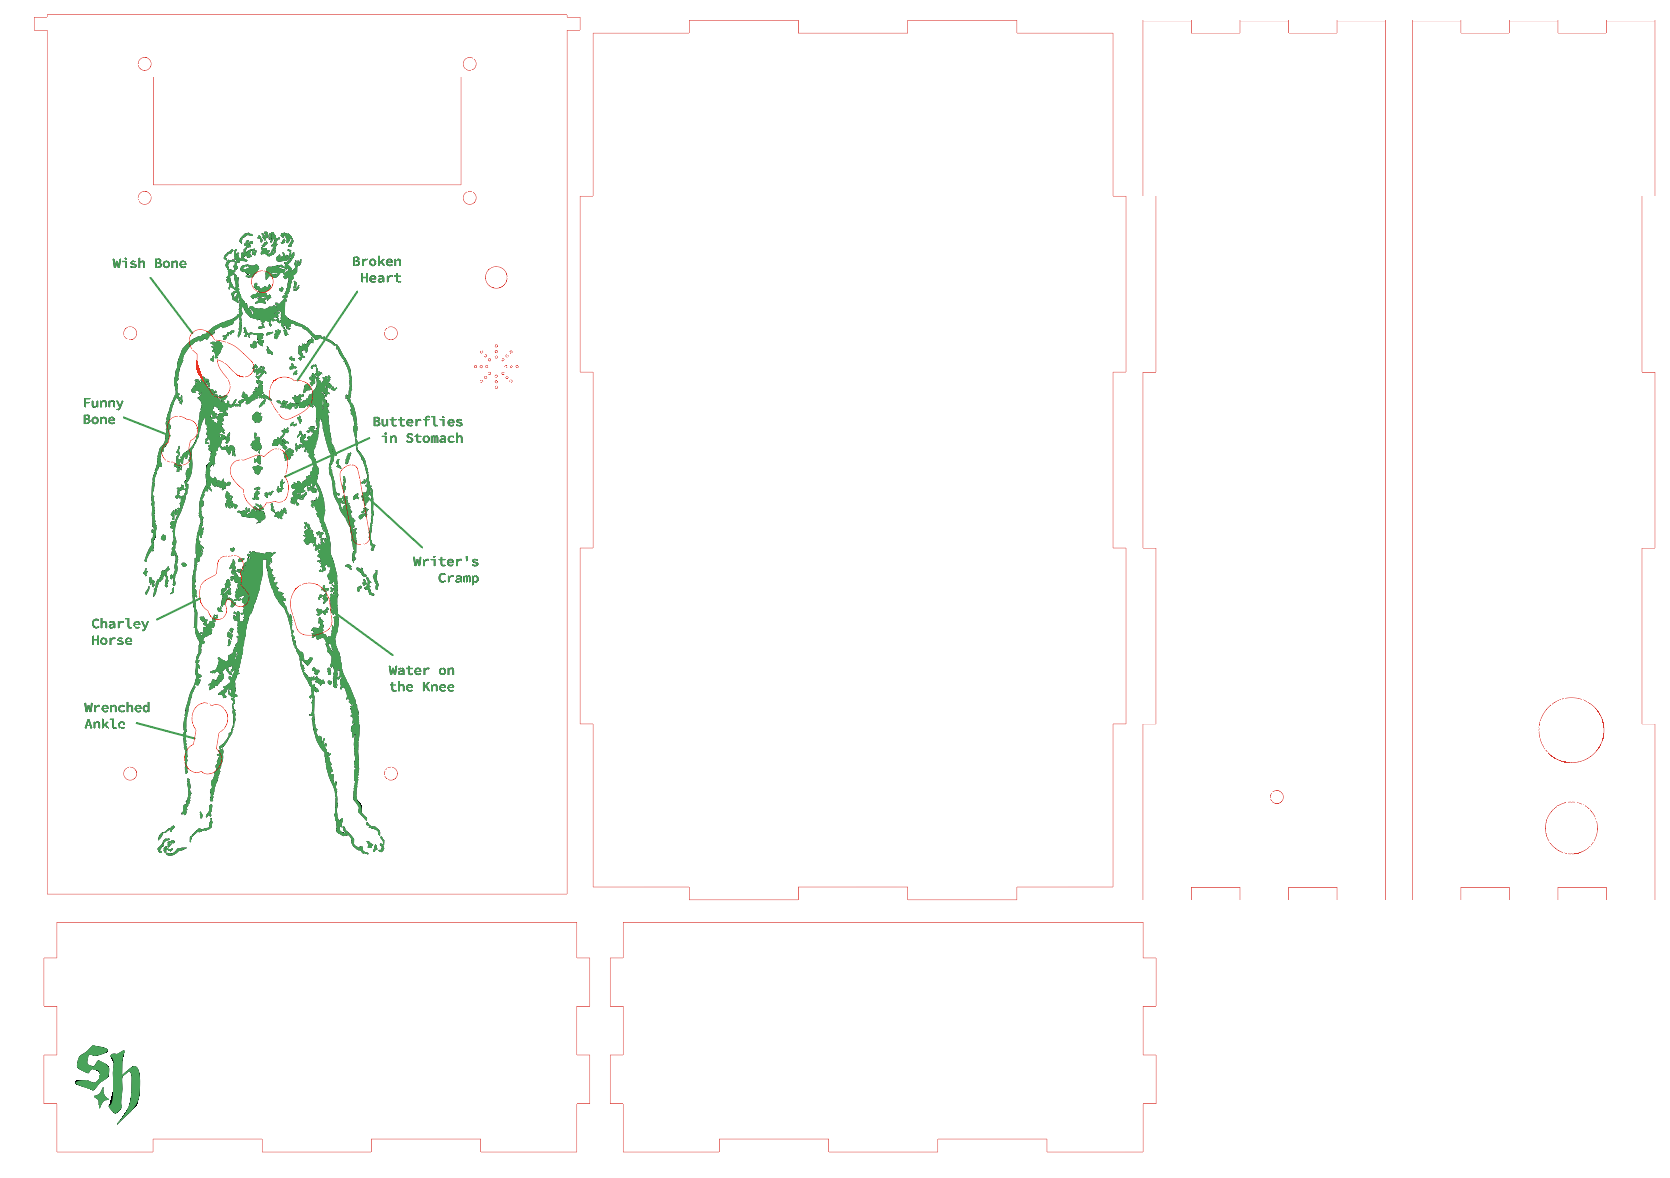 Wish Bone
Broken
Heart
Funny
Bone
Butterflies
in Stomach
Writer's
Cramp
Charley
Horse
Water on
the Knee
Wrenched
Ankle
sh